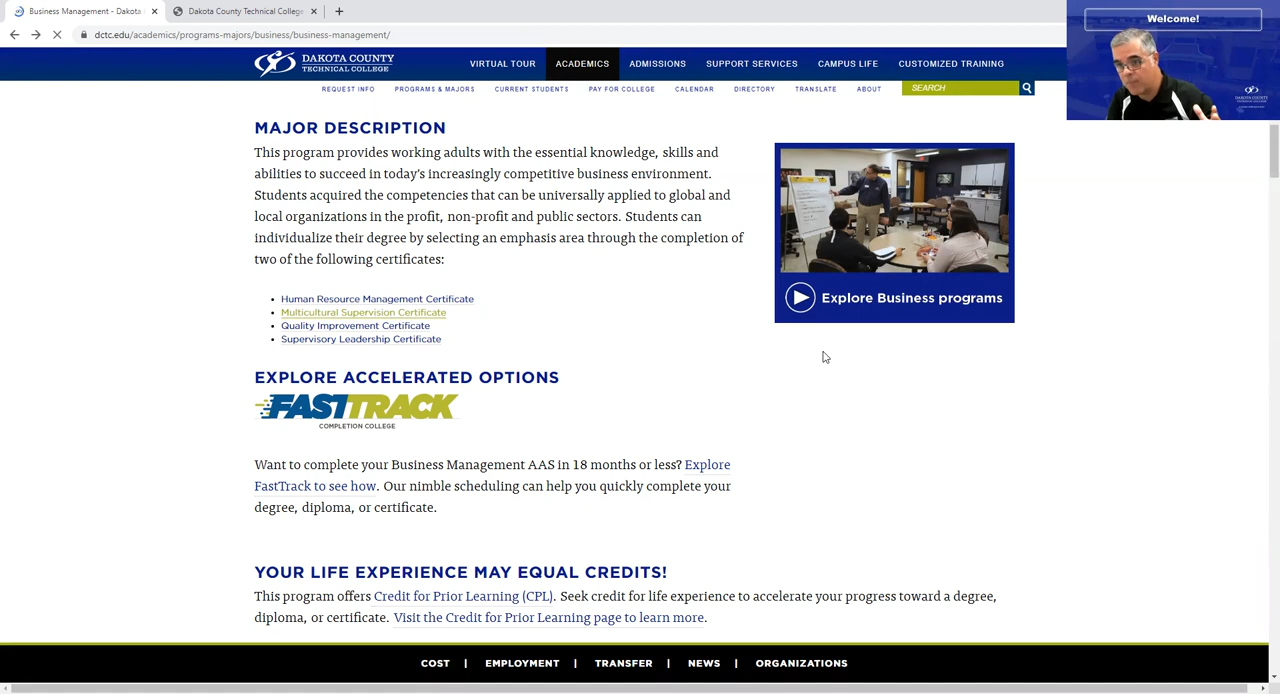 Business Management - Dakota
Dakota County Technical College
dctc.edu/academics/programs-majors/business/business-management/
Welcome!
DAKOTA COUNTY
TECHNICAL COLLEGE
VIRTUAL TOUR
ACADEMICS
ADMISSIONS
SUPPORT SERVICES
CAMPUS LIFE
CUSTOMIZED TRAINING
REQUEST INFO
PROGRAMS & MAJORS
CURRENT STUDENTS
PAY FOR COLLEGE
CALENDAR
DIRECTORY
TRANSLATE
ABOUT
SEARCH
DAKOTA COUNTY
MAJOR DESCRIPTION
This program provides working adults with the essential knowledge, skills and
abilities to succeed in today's increasingly competitive business environment.
Students acquired the competencies that can be universally applied to global and
local organizations in the profit, non-profit and public sectors. Students can
individualize their degree by selecting an emphasis area through the completion of
two of the following certificates:
Human Resource Management Certificate
Multicultural Supervision Certificate
Quality Improvement Certificate
Supervisory Leadership Certificate
Explore Business programs
EXPLORE ACCELERATED OPTIONS
FASTTRACK
COMPLETION COLLEGE
Want to complete your Business Management AAS in 18 months or less? Explore
FastTrack to see how. Our nimble scheduling can help you quickly complete your
degree, diploma, or certificate.
YOUR LIFE EXPERIENCE MAY EQUAL CREDITS!
This program offers Credit for Prior Learning (CPL). Seek credit for life experience to accelerate your progress toward a degree,
diploma, or certificate. Visit the Credit for Prior Learning page to learn more.
COST | EMPLOYMENT | TRANSFER | NEWS | ORGANIZATIONS